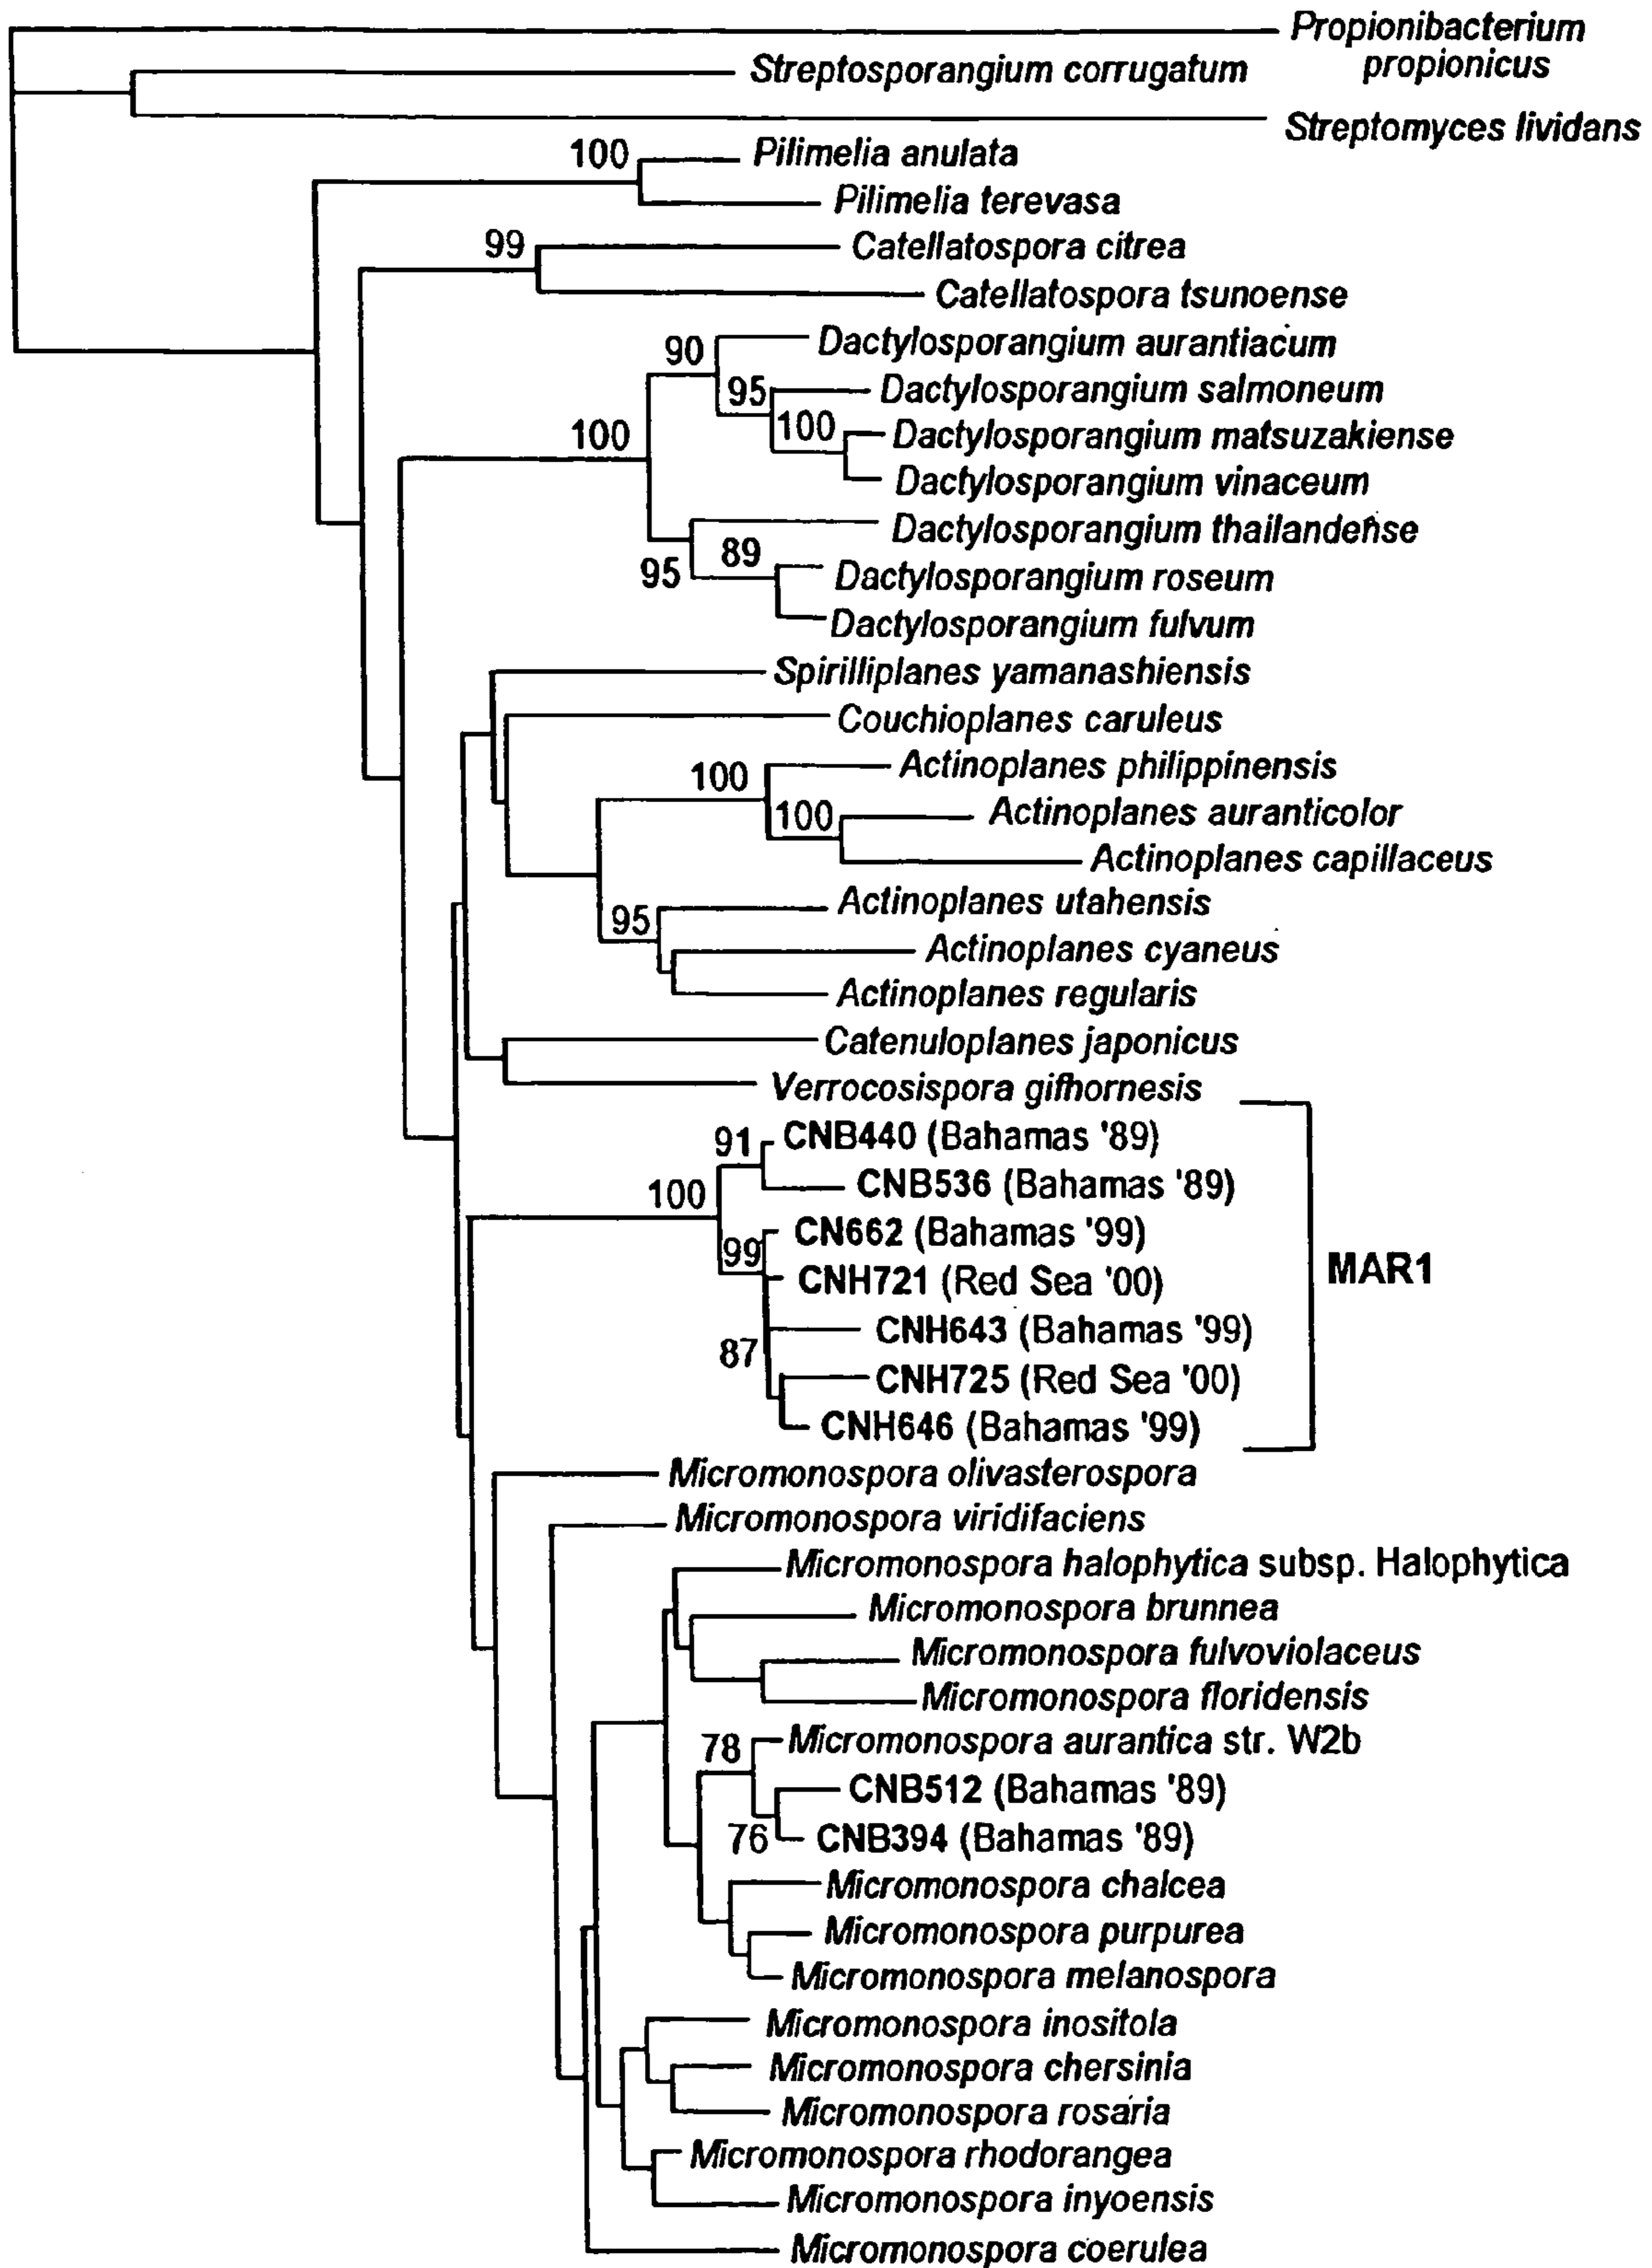 Propionibacterium
propionicus
Streptosporangium corrugatum
Streptomyces lividans
100
Pilimelia anulata
Pilimelia terevasa
99
Catellatospora citrea
Catellatospora tsunoense
Dactylosporangium aurantiacum
90
95
Dactylosporangium salmoneum
100
Dactylosporangium matsuzakiense
100
Dactylosporangium vinaceum
Dactylosporangium thailandense
95
89
Dactylosporangium roseum
Dactylosporangium fulvum
Spirilliplanes yamanashiensis
Couchioplanes caruleus
100
Actinoplanes philippinensis
100
Actinoplanes auranticolor
Actinoplanes capillaceus
Actinoplanes utahensis
95
Actinoplanes cyaneus
Actinoplanes regularis
Catenuloplanes japonicus
Verrocosispora gifhornesis
91
CNB440 (Bahamas '89)
100
CNB536 (Bahamas '89)
CN662 (Bahamas '99)
99
CNH721 (Red Sea '00)
MAR1
CNH643 (Bahamas '99)
87
CNH725 (Red Sea '00)
CNH646 (Bahamas '99)
Micromonospora olivasterospora
Micromonospora viridifaciens
Micromonospora halophytica subsp. Halophytica
Micromonospora brunnea
Micromonospora fulvoviolaceus
Micromonospora floridensis
78
Micromonospora aurantica str. W2b
CNB512 (Bahamas '89)
76
CNB394 (Bahamas '89)
Micromonospora chalcea
Micromonospora purpurea
Micromonospora melanospora
Micromonospora inositola
Micromonospora chersinia
Micromonospora rosaria
Micromonospora rhodorangea
Micromonospora inyoensis
Micromonospora coerulea